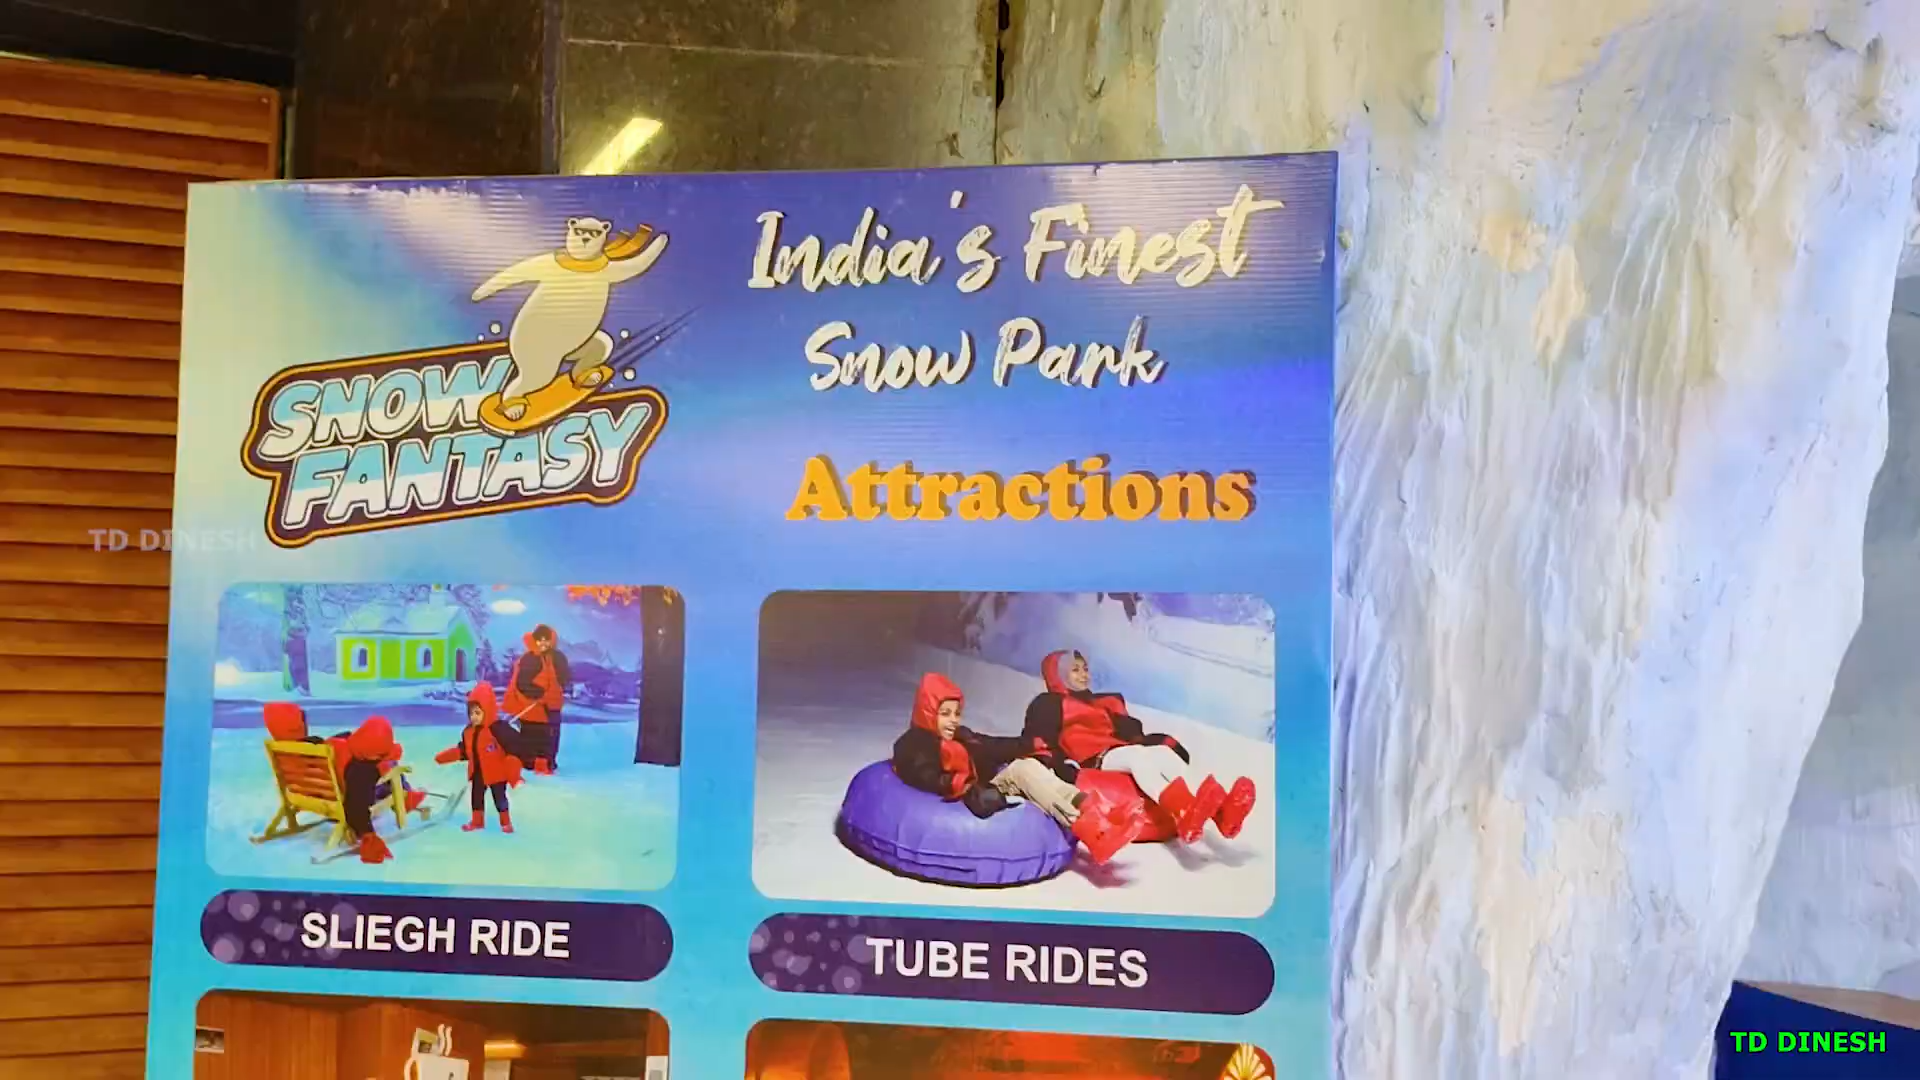 India's Finest
Snow Park
SNOW
FANTASY
Attractions
TD DINESH
SLIEGH RIDE
TUBE RIDES
TD DINESH